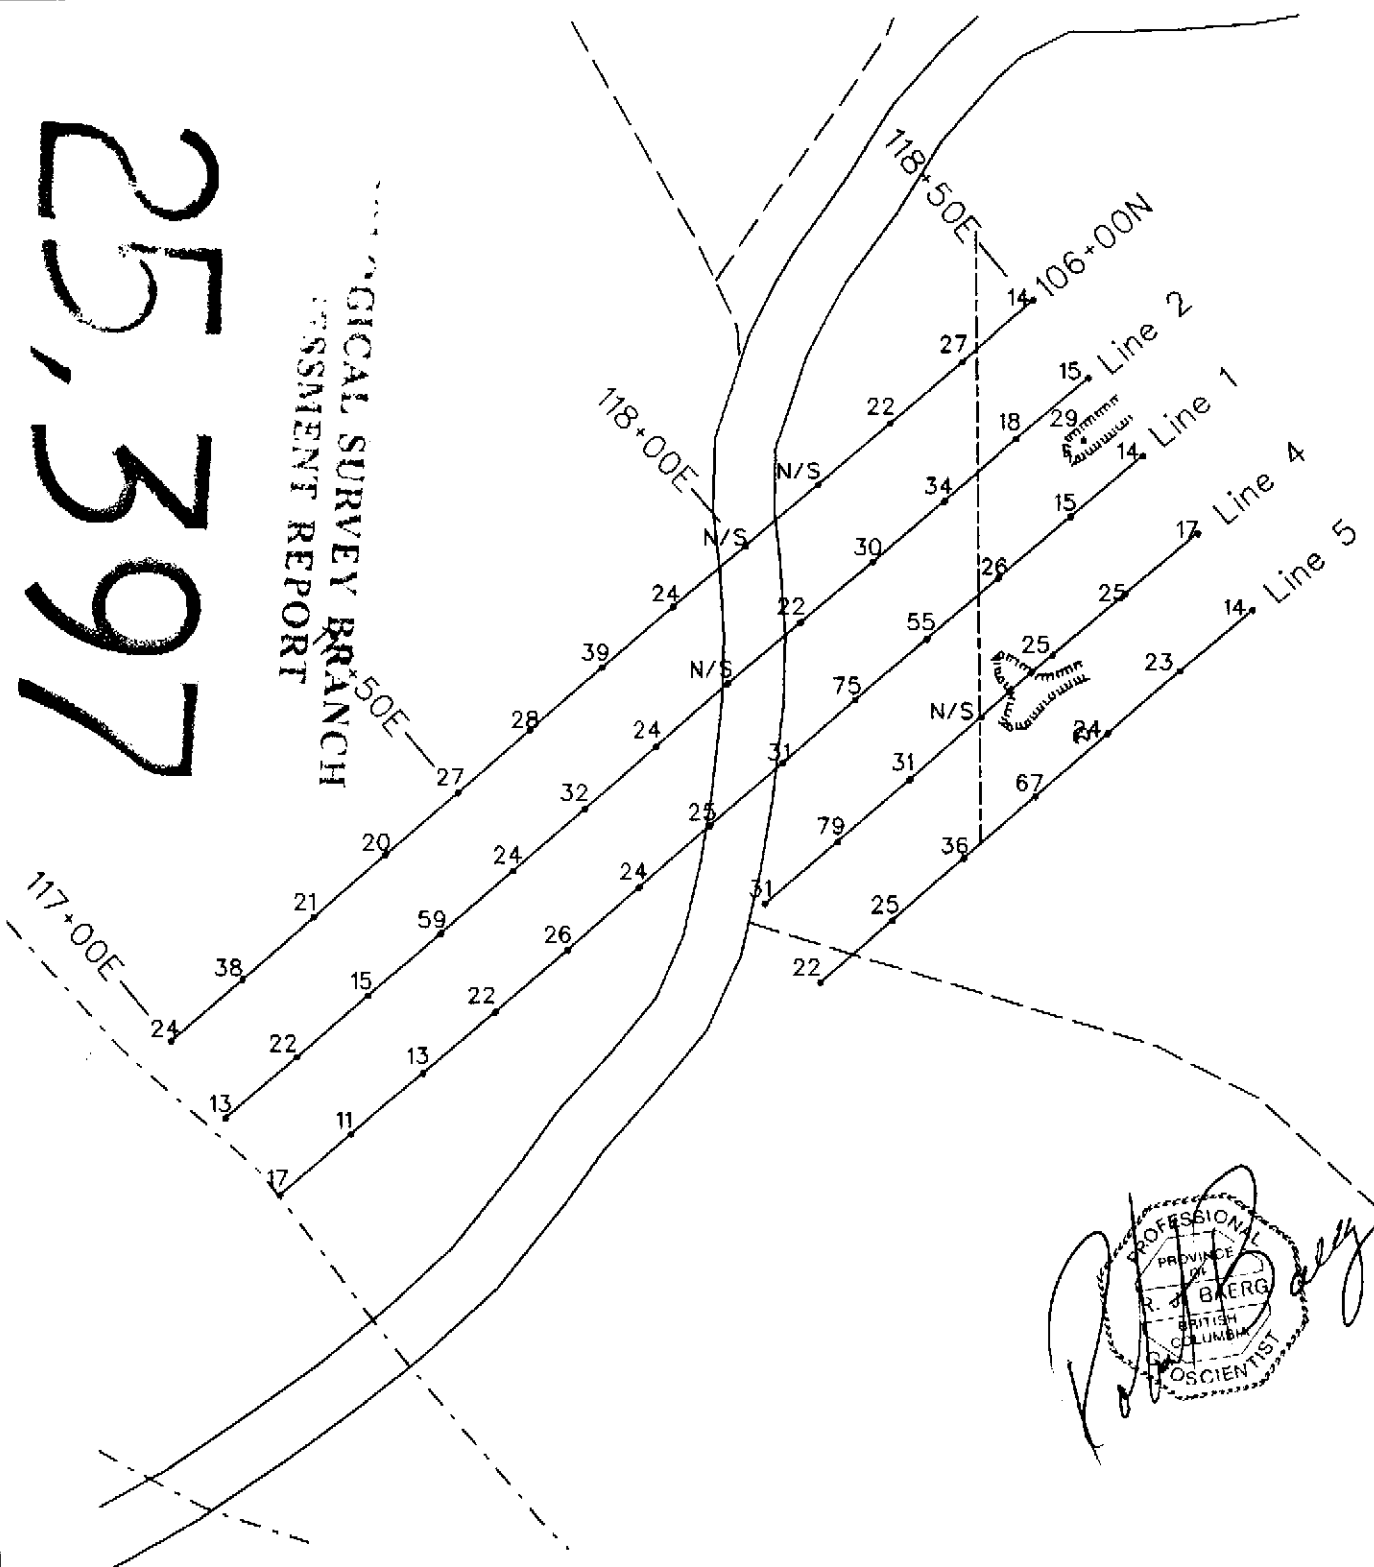 25,397
GICAL SURVEY BRANCH
SSMENT REPORT
118+50E
106+00N
118+00E
+50E
117+00E
14
27
22
N/S
N/S
24
39
28
27
20
21
38
24
Line 2
15
18
34
30
22
N/S
24
32
24
59
15
22
13
29
Line 1
14
15
26
55
75
31
25
24
26
22
13
11
17
Line 4
17
25
25
N/S
31
79
31
Line 5
14
23
24
67
36
25
22
PROFESSIONAL
PROVINCE
OF
R. J. BAERG
BRITISH
COLUMBIA
GEOSCIENTIST